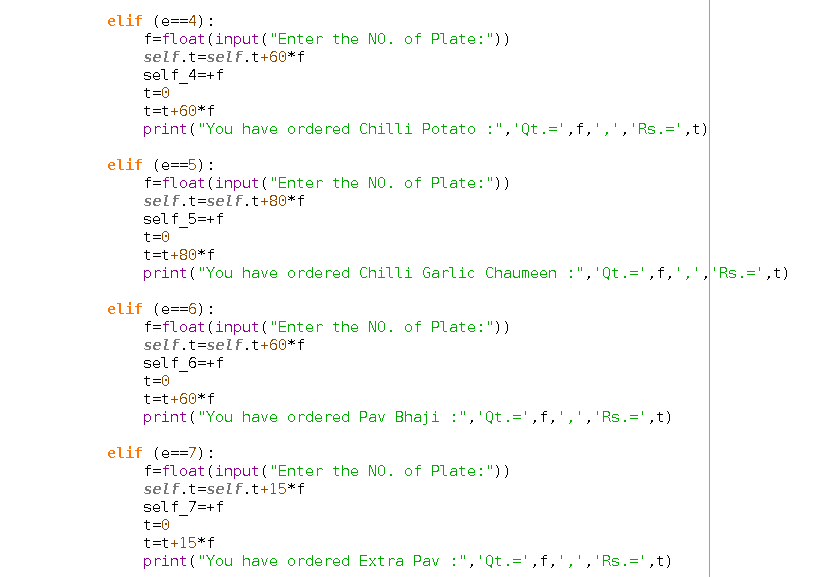 elif (e==4):
f=float(input("Enter the NO. of Plate:"))
self.t=self.t+60*f
self_4=+f
t=0
t=t+60*f
print("You have ordered Chilli Potato :",'Qt.=',f,',','Rs.=',t)
elif (e==5):
f=float(input("Enter the NO. of Plate:"))
self.t=self.t+80*f
self_5=+f
t=0
t=t+80*f
print("You have ordered Chilli Garlic Chaumeen :",'Qt.=',f,',','Rs.=',t)
elif (e==6):
f=float(input("Enter the NO. of Plate:"))
self.t=self.t+60*f
self_6=+f
t=0
t=t+60*f
print("You have ordered Pav Bhaji :",'Qt.=',f,',','Rs.=',t)
elif (e==7):
f=float(input("Enter the NO. of Plate:"))
self.t=self.t+15*f
self_7=+f
t=0
t=t+15*f
print("You have ordered Extra Pav :",'Qt.=',f,',','Rs.=',t)